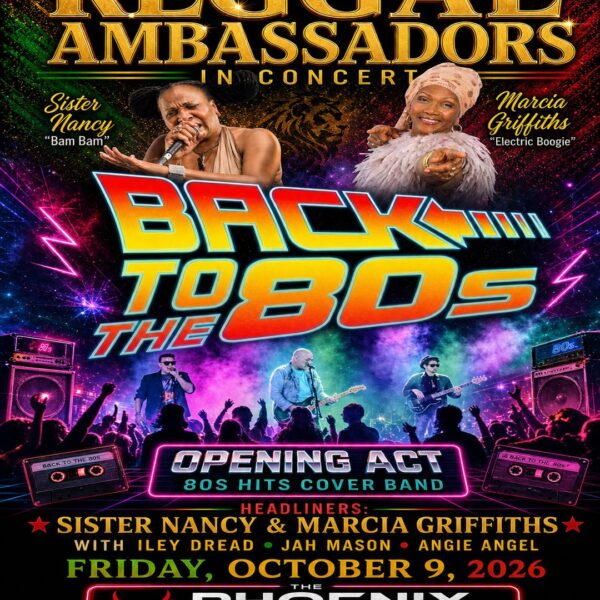 REGGAE
AMBASSADORS
IN CONCERT
Sister
Nancy
"Bam Bam"
Marcia
Griffiths
"Electric Boogie"
BACK
TO
THE 80s
80s
80s
BACK TO THE 80s
BACK TO THE 80s
OPENING ACT
80S HITS COVER BAND
HEADLINERS:
★ SISTER NANCY & MARCIA GRIFFITHS ★
WITH ILEY DREAD • JAH MASON • ANGIE ANGEL
FRIDAY, OCTOBER 9, 2026
THE
PHOENIX